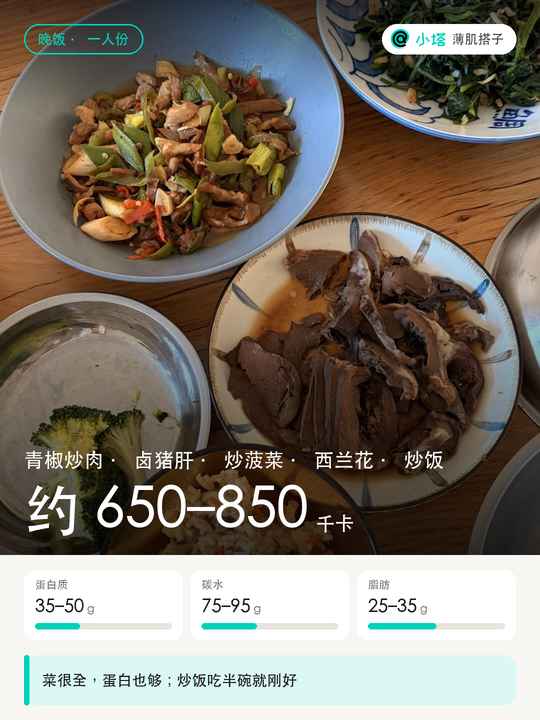 晚饭· 一人份
小塔 薄肌搭子
青椒炒肉· 卤猪肝· 炒菠菜· 西兰花· 炒饭
约 650–850 千卡
蛋白质
35–50 g
碳水
75–95 g
脂肪
25–35 g
菜很全，蛋白也够；炒饭吃半碗就刚好